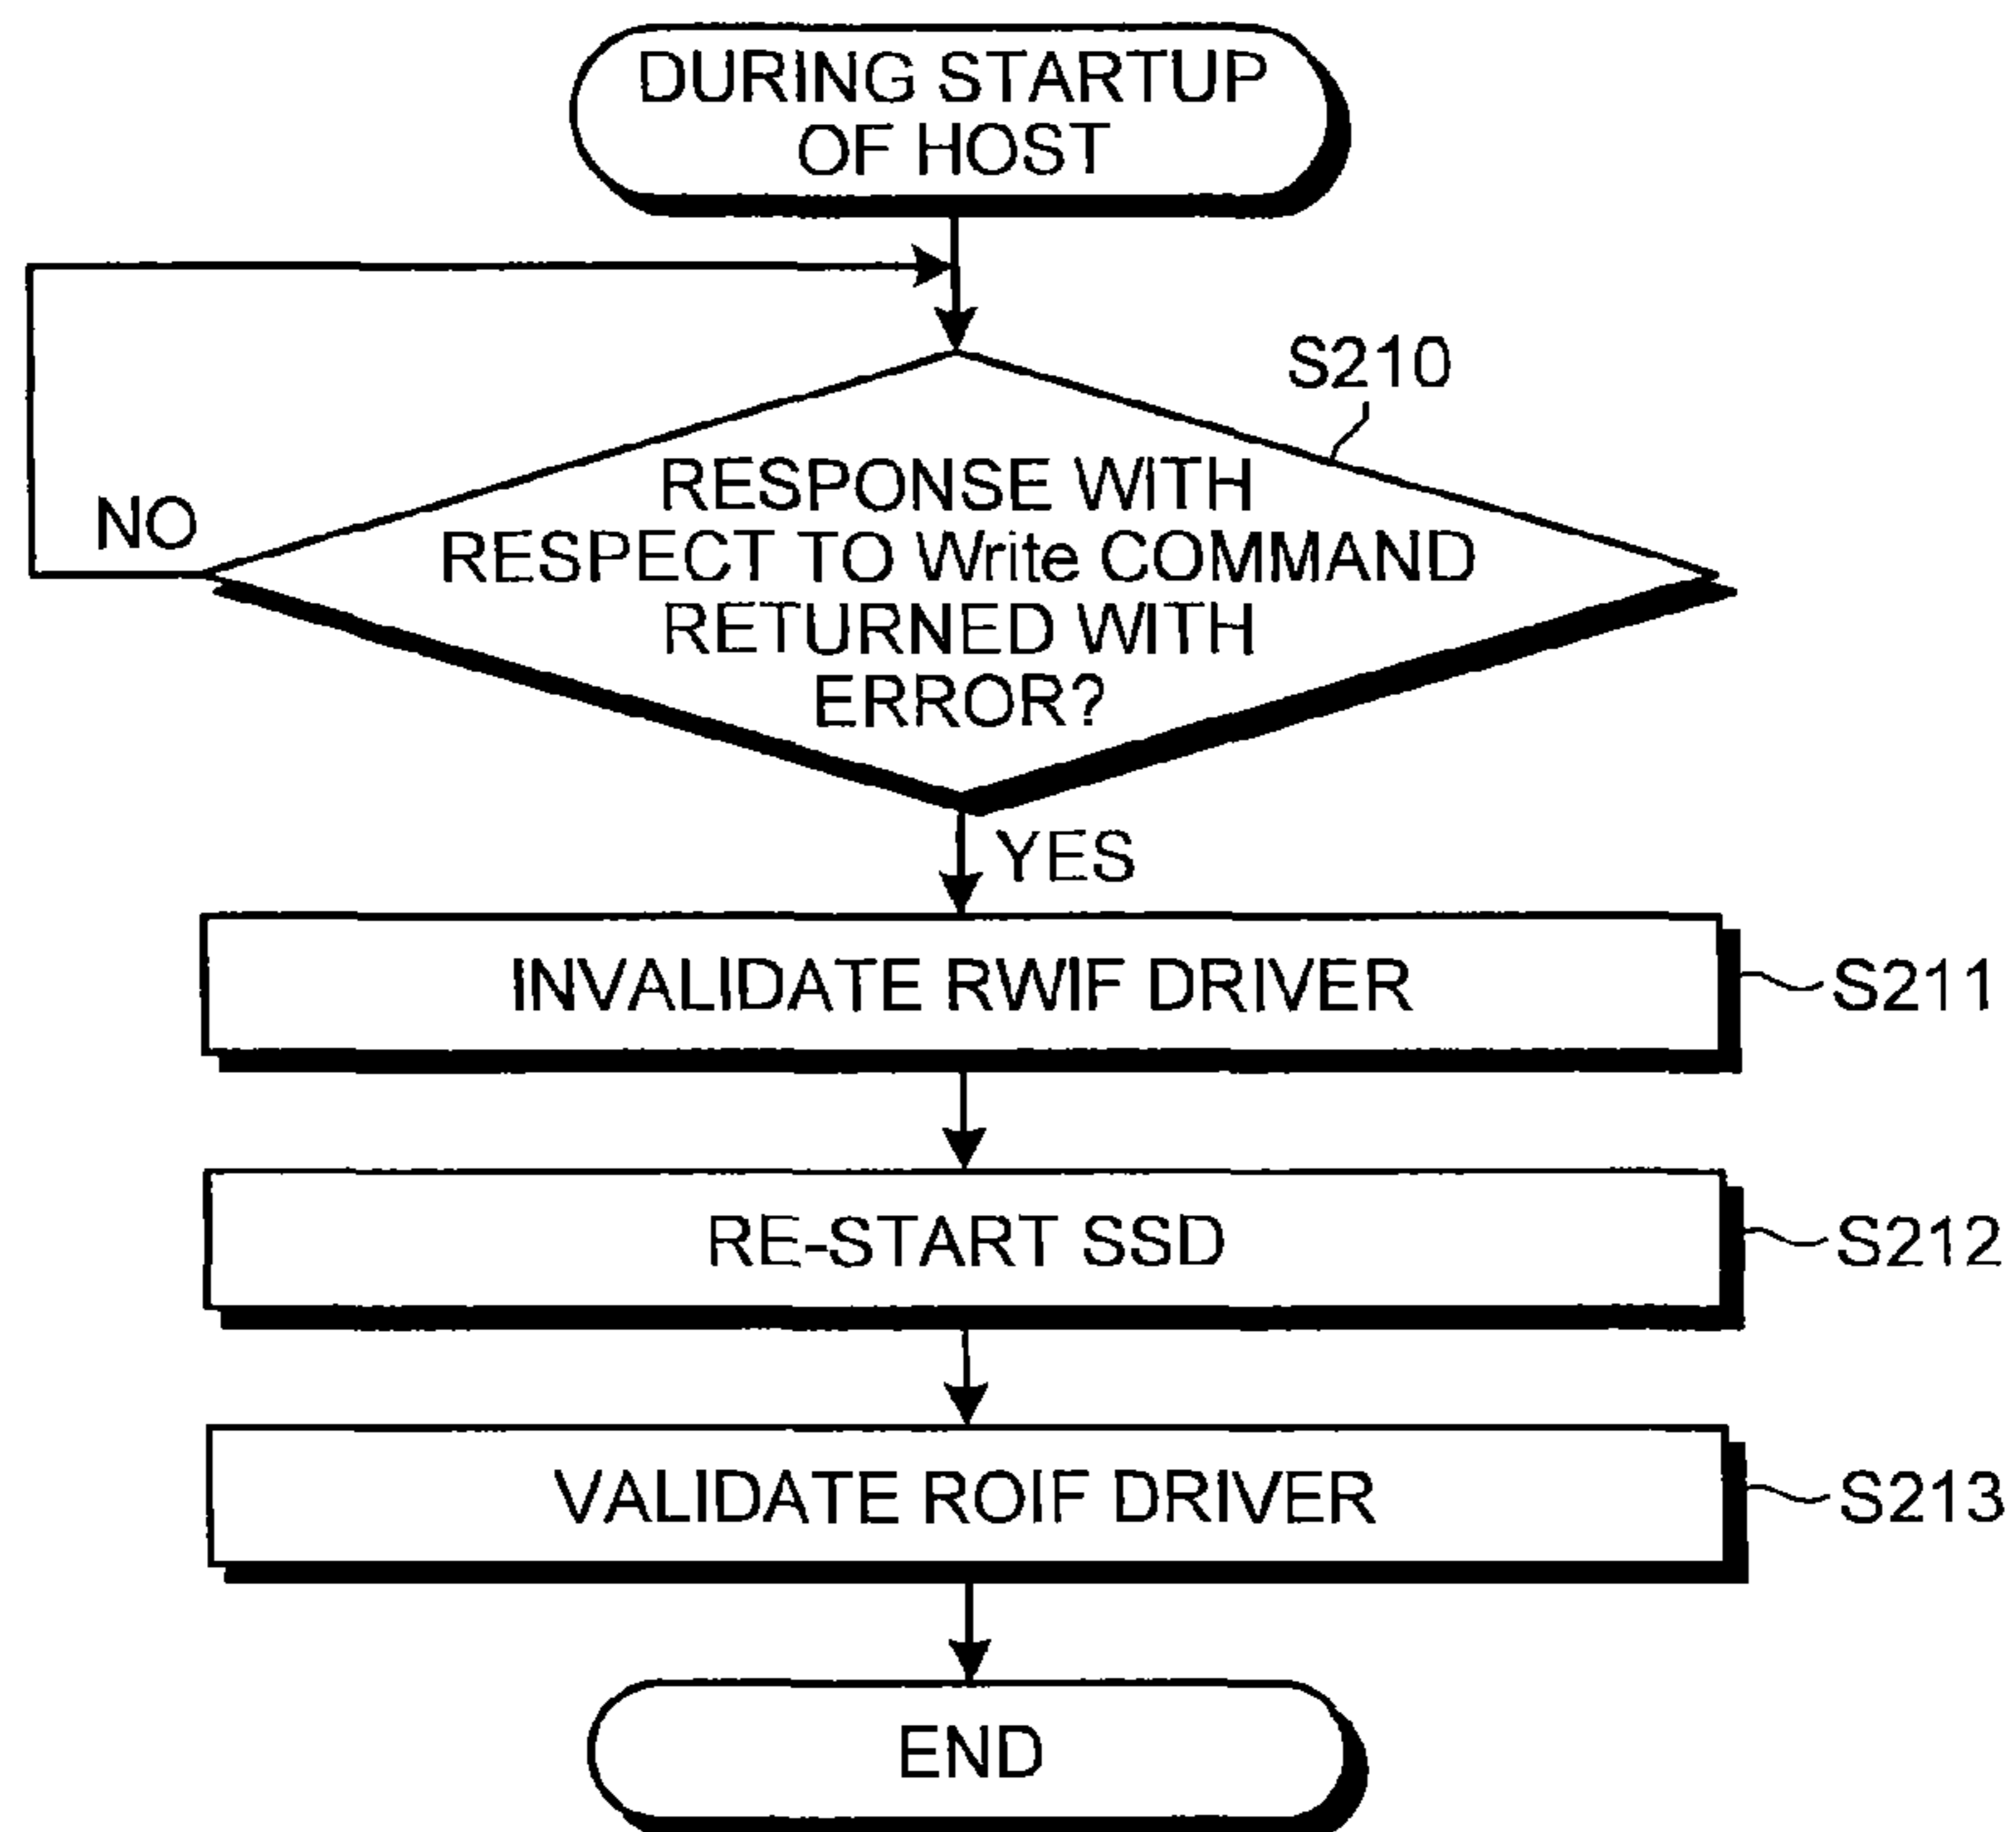 DURING STARTUP
OF HOST
S210
RESPONSE WITH
RESPECT TO Write COMMAND
RETURNED WITH
ERROR?
NO
YES
INVALIDATE RWIF DRIVER
S211
RE-START SSD
S212
VALIDATE ROIF DRIVER
S213
END